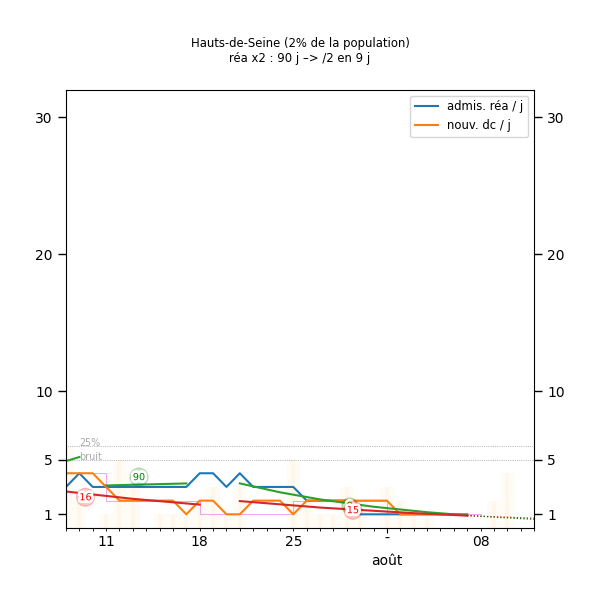 Hauts-de-Seine (2% de la population)
réa x2 : 90 j –> /2 en 9 j
admis. réa / j
nouv. dc / j
30 30
20 20
10 10
25%
bruit
5 5
90
16
15
1 1
11 18 25 - 08
août